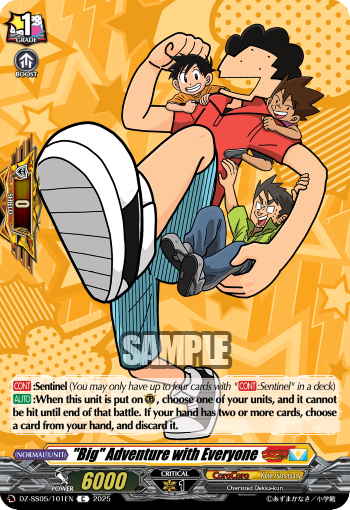 1
GRADE
BOOST
0
SAMPLE
CONT :Sentinel (You may only have up to four cards with "CONT :Sentinel" in a deck)
AUTO :When this unit is put on , choose one of your units, and it cannot
be hit until end of that battle. If your hand has two or more cards, choose
a card from your hand, and discard it.
NORMAL UNIT "Big" Adventure with Everyone
POWER 6000 CRITICAL 1 CoroCoro
Oversized Dekkai-kun
D-ZZ-SS05/101EN C 2025 ©あずまかなき/小学館